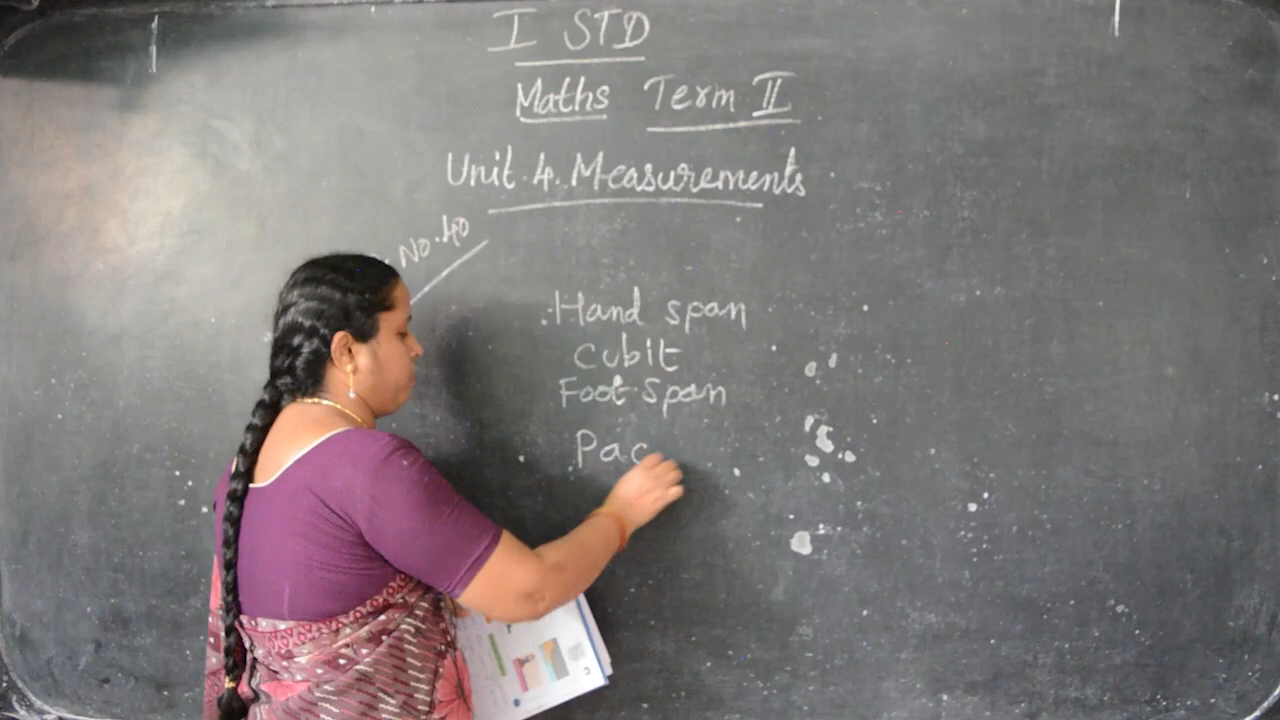 I STD
Maths Term II
Unit. 4. Measurements
No. 40
Hand span
Cubit
Foot Span
Pac